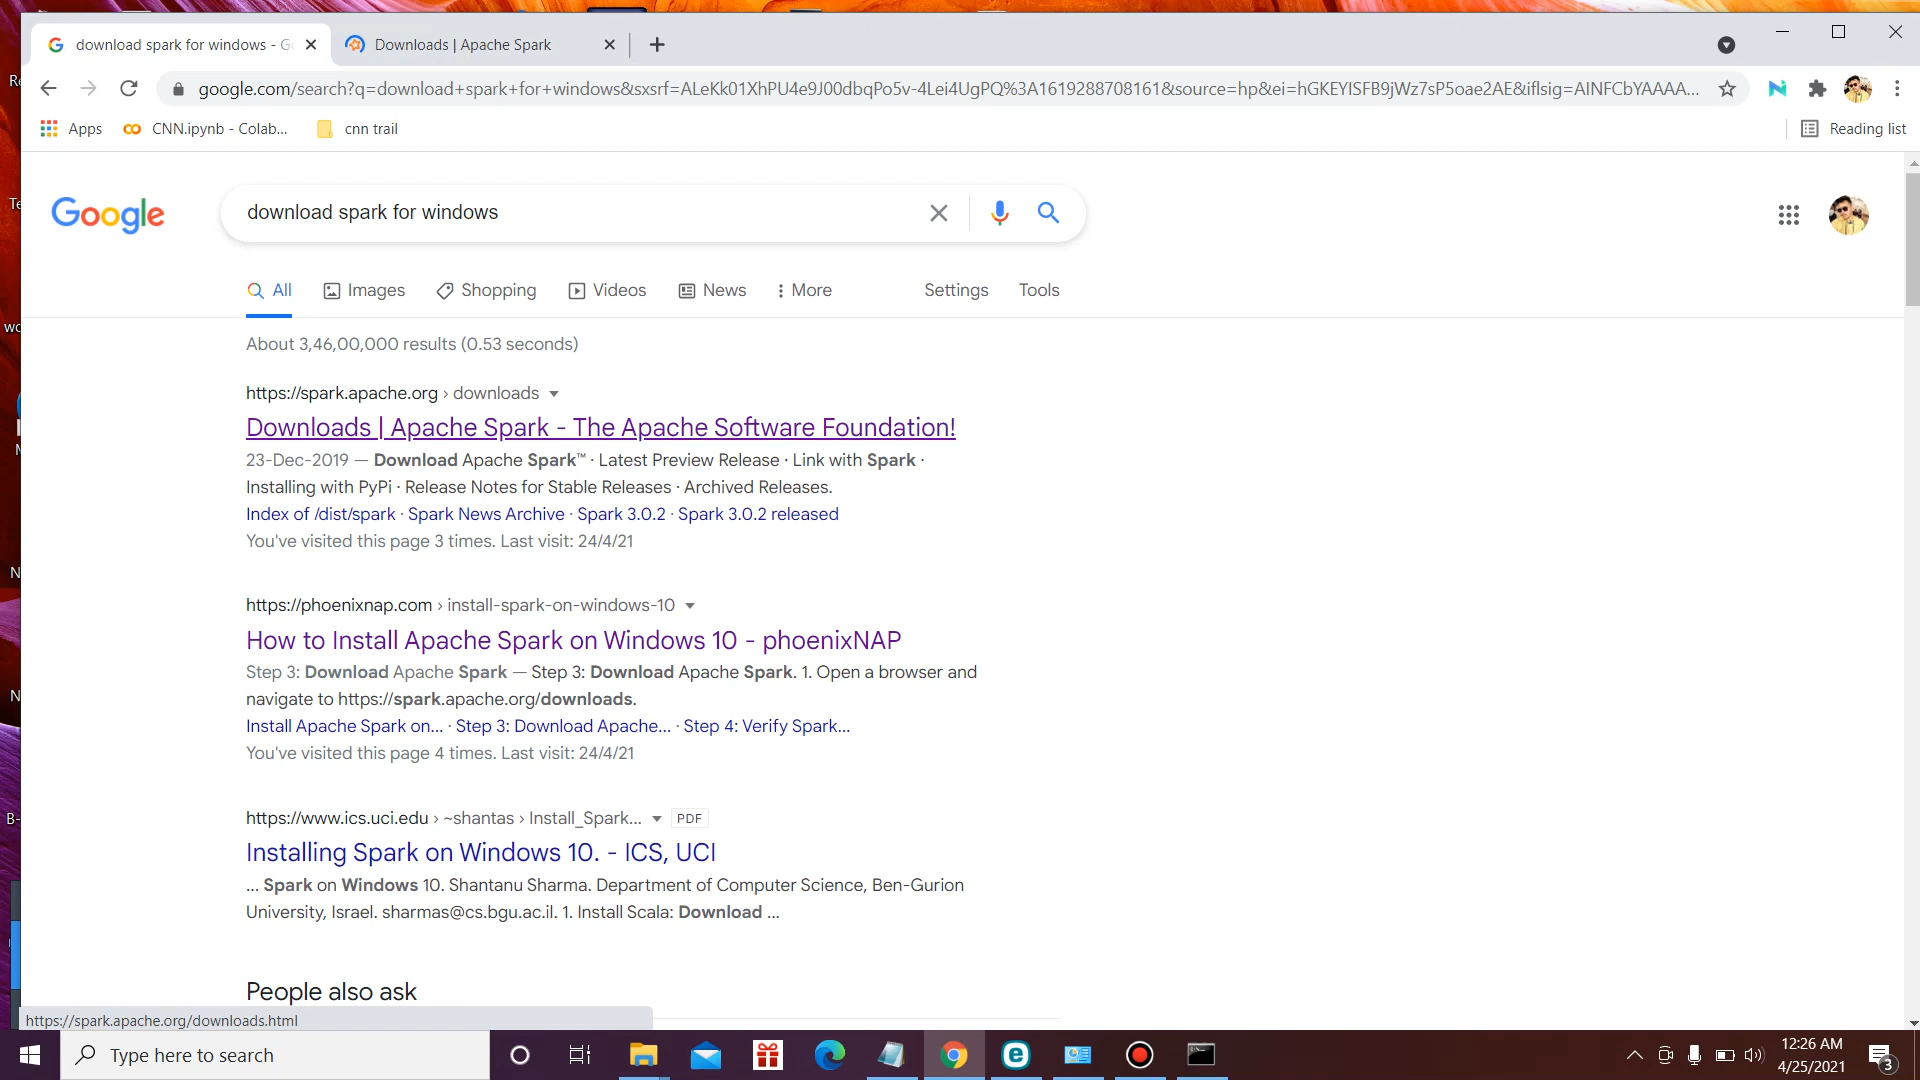 download spark for windows - G
Downloads | Apache Spark
google.com/search?q=download+spark+for+windows&sxsrf=ALeKk01XhPU4e9J00dbqPo5v-4Lei4UgPQ%3A1619288708161&source=hp&ei=hGKEYISFB9jWz7sP5oae2AE&iflsig=AINFCbYAAAA...
Apps
CNN.ipynb - Colab...
cnn trail
Reading list
Google
download spark for windows
All
Images
Shopping
Videos
News
More
Settings
Tools
About 3,46,00,000 results (0.53 seconds)
https://spark.apache.org › downloads
Downloads | Apache Spark - The Apache Software Foundation!
23-Dec-2019 — Download Apache Spark™ · Latest Preview Release · Link with Spark ·
Installing with PyPi · Release Notes for Stable Releases · Archived Releases.
Index of /dist/spark · Spark News Archive · Spark 3.0.2 · Spark 3.0.2 released
You've visited this page 3 times. Last visit: 24/4/21
https://phoenixnap.com › install-spark-on-windows-10
How to Install Apache Spark on Windows 10 - phoenixNAP
Step 3: Download Apache Spark — Step 3: Download Apache Spark. 1. Open a browser and
navigate to https://spark.apache.org/downloads.
Install Apache Spark on... · Step 3: Download Apache... · Step 4: Verify Spark...
You've visited this page 4 times. Last visit: 24/4/21
https://www.ics.uci.edu › ~shantas › Install_Spark...
PDF
Installing Spark on Windows 10. - ICS, UCI
... Spark on Windows 10. Shantanu Sharma. Department of Computer Science, Ben-Gurion
University, Israel. sharmas@cs.bgu.ac.il. 1. Install Scala: Download ...
People also ask
https://spark.apache.org/downloads.html
Type here to search
12:26 AM
4/25/2021
3